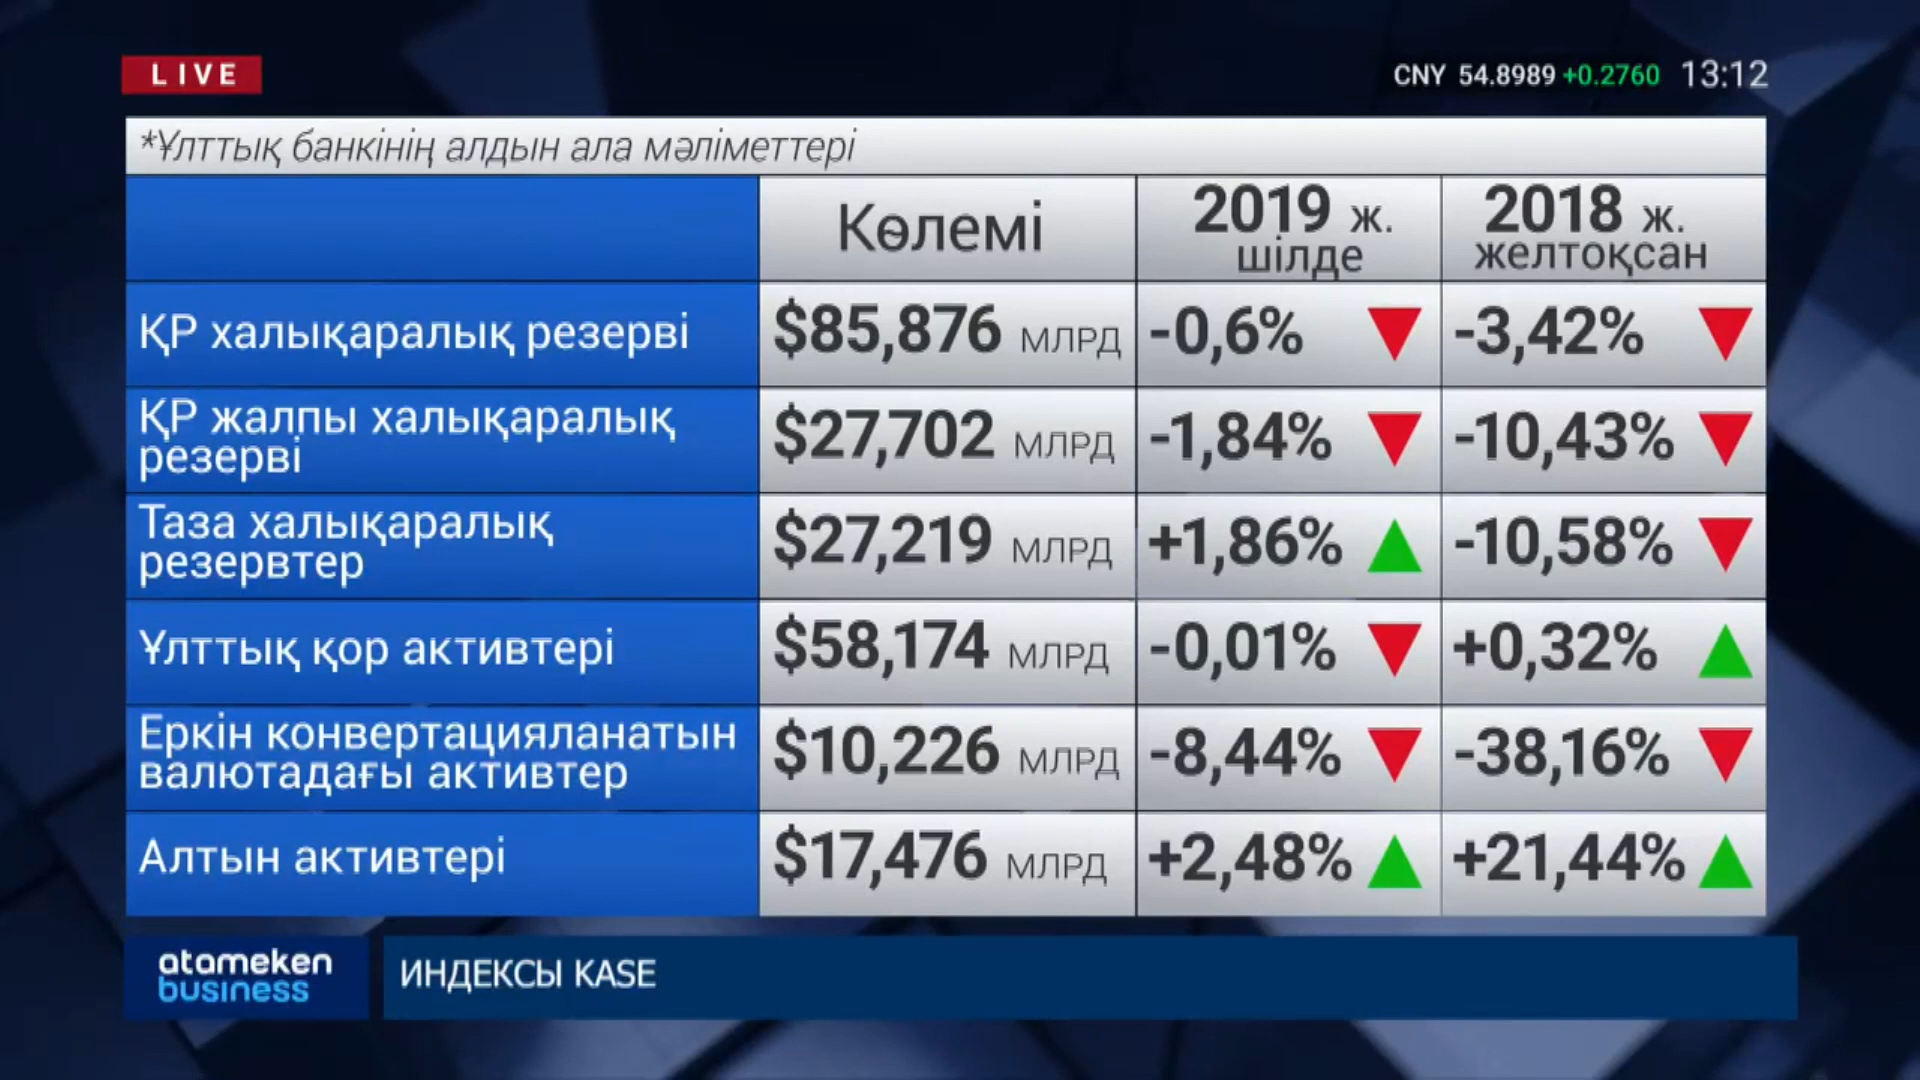 LIVE
CNY 54.8989 +0.2760 13:12
*Ұлттық банкінің алдын ала мәліметтері
Көлемі
2019 ж.
шілде
2018 ж.
желтоқсан
ҚР халықаралық резерві
$85,876 МЛРД
-0,6%
-3,42%
ҚР жалпы халықаралық
резерві
$27,702 МЛРД
-1,84%
-10,43%
Таза халықаралық
резервтер
$27,219 МЛРД
+1,86%
-10,58%
Ұлттық қор активтері
$58,174 МЛРД
-0,01%
+0,32%
Еркін конвертацияланатын
валютадағы активтер
$10,226 МЛРД
-8,44%
-38,16%
Алтын активтері
$17,476 МЛРД
+2,48%
+21,44%
atameken
business
ИНДЕКСЫ KASE